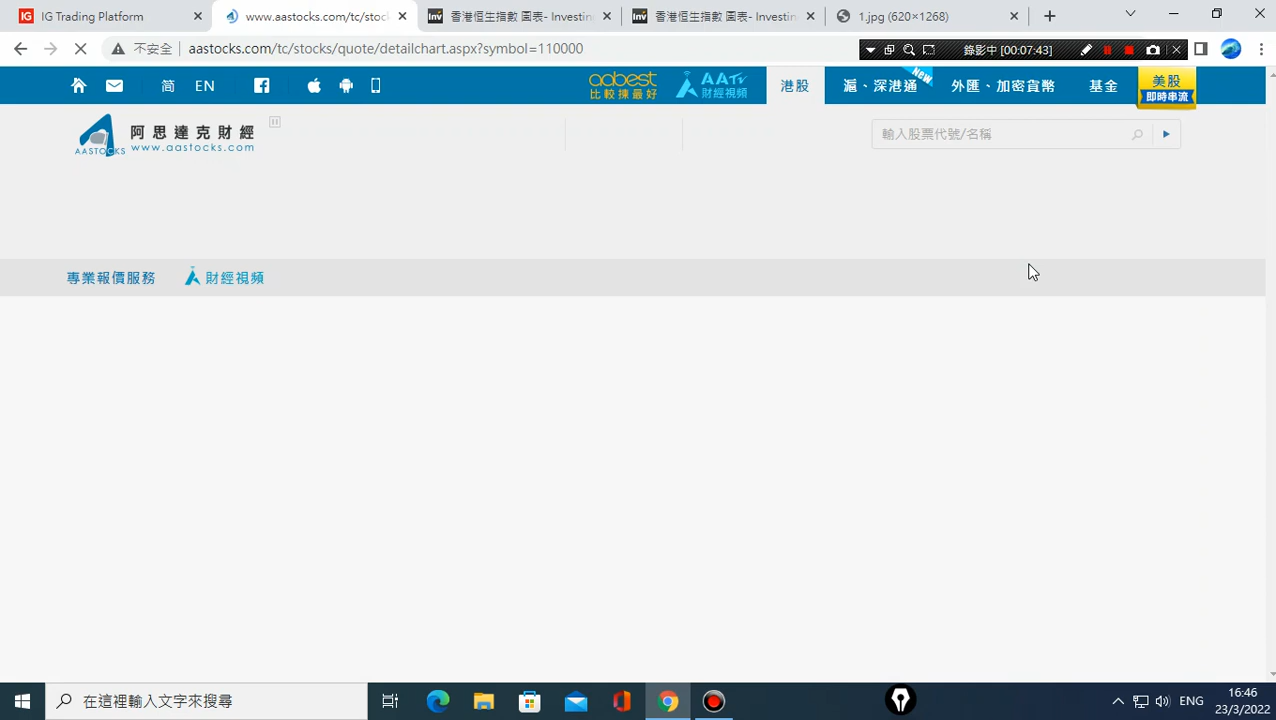 IG Trading Platform
www.aastocks.com/tc/stoc
香港恒生指數 圖表- Investin
香港恒生指數 圖表- Investin
1.jpg (620×1268)
不安全
aastocks.com/tc/stocks/quote/detailchart.aspx?symbol=110000
錄影中 [00:07:43]
简
EN
aabest
比較揀最好
AATV
財經視頻
港股
滬、深港通
New
外匯、加密貨幣
基金
美股
即時串流
AASTOCKS
阿思達克財經
www.aastocks.com
輸入股票代號/名稱
專業報價服務
財經視頻
在這裡輸入文字來搜尋
ENG
16:46
23/3/2022